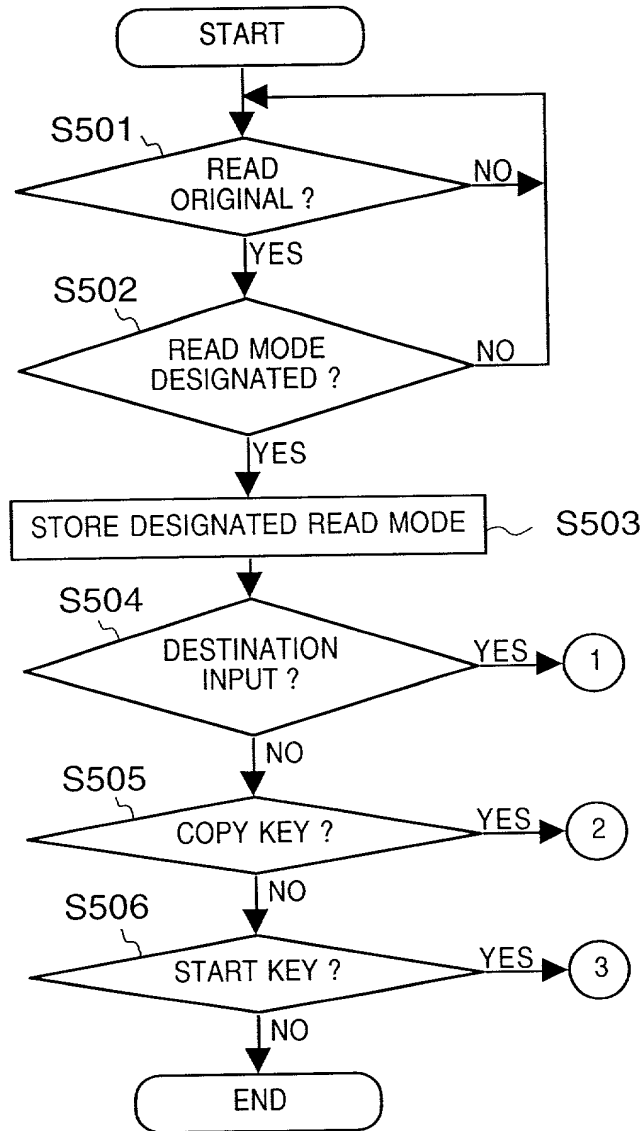 START
S501
READ
ORIGINAL ?
NO
YES
S502
READ MODE
DESIGNATED ?
NO
YES
STORE DESIGNATED READ MODE
S503
S504
DESTINATION
INPUT ?
YES
1
NO
S505
COPY KEY ?
YES
2
NO
S506
START KEY ?
YES
3
NO
END